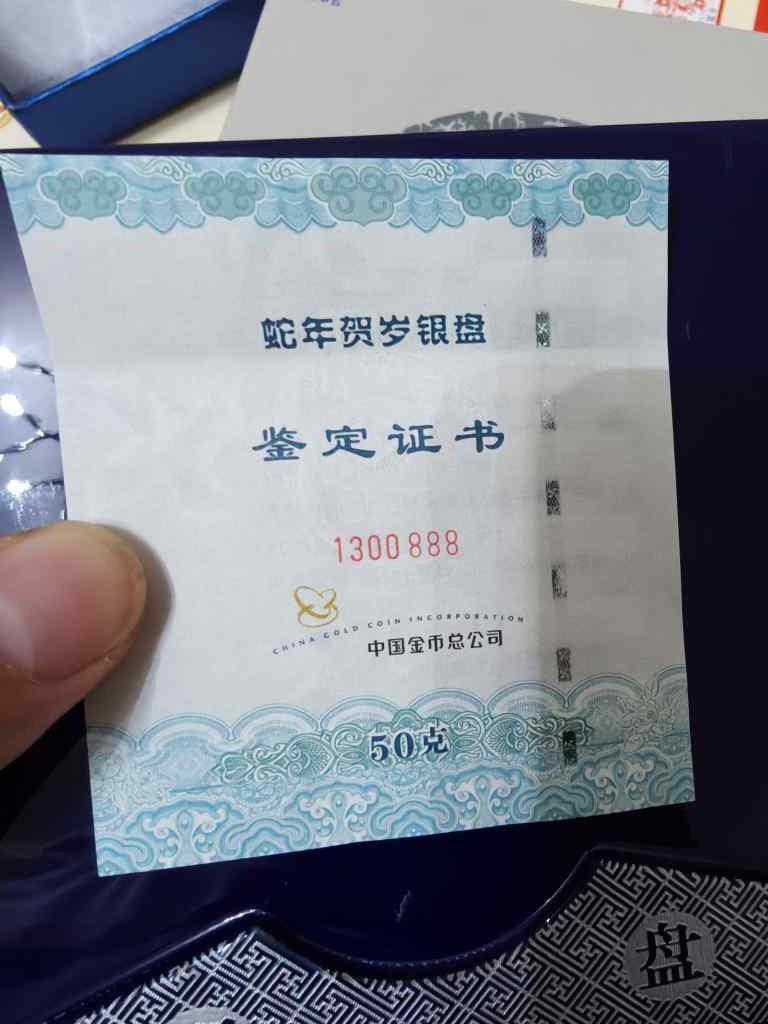 蛇年贺岁银盘
鉴定证书
1300888
CHINA GOLD COIN INCORPORATION
中国金币总公司
50克
盘